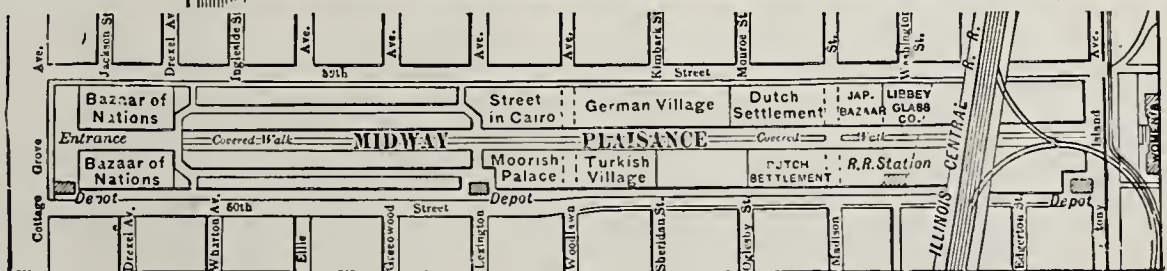 Ave.
Jackson St
Drexel Av
Ingleside St
Ave.
Ave.
Ave.
Ave.
Kimbark St
Monroe St.
St.
Washington St.
Ave.
59th Street
Bazaar of
Nations
Street
in Cairo
German Village
Dutch
Settlement
JAP.
BAZAAR
LIBBEY
GLASS
CO.
Entrance
Covered Walk
MIDWAY PLAISANCE
Covered Walk
ILLINOIS CENTRAL R. R.
Island
WOMEN'S
Grove
Bazaar of
Nations
Moorish
Palace
Turkish
Village
DUTCH
SETTLEMENT
R.R. Station
Depot
Depot
Depot
60th Street
Cottage
Drexel Av.
Wharton Av.
Ellis
Greenwood
Lexington
Woodlawn
Sheridan St.
Oglesby St.
Madison
Edgerton St.
tony